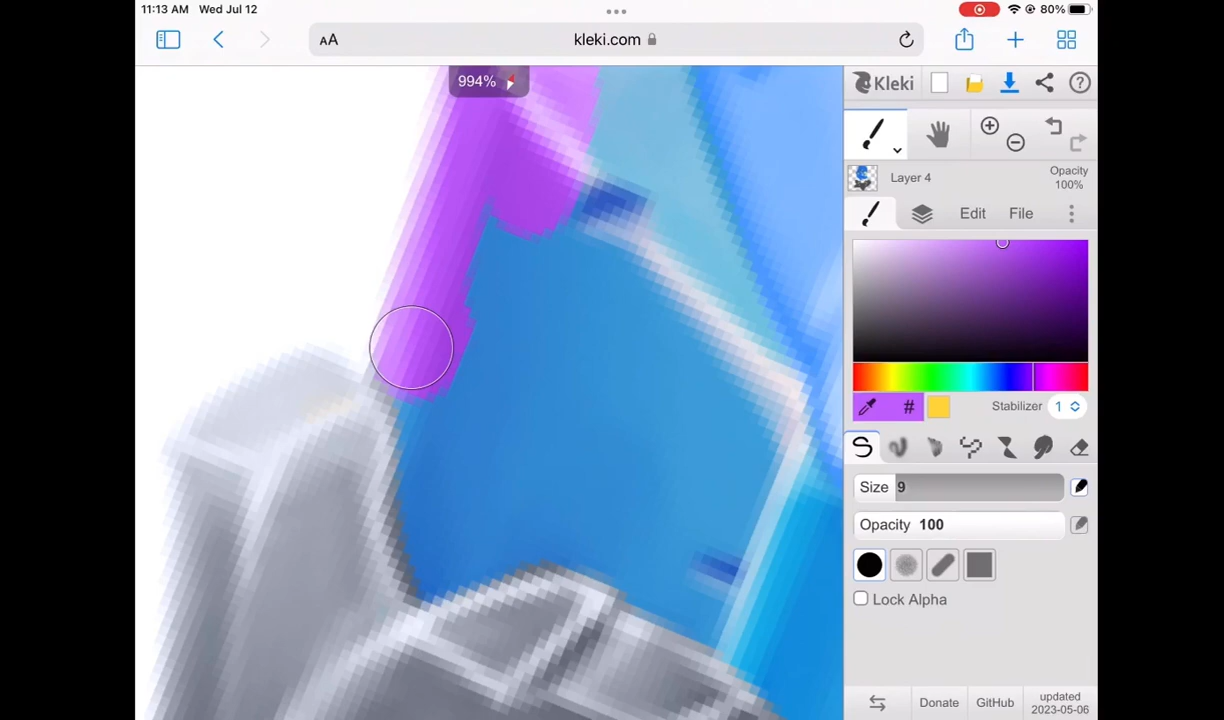 11:13 AM Wed Jul 12
80%
AA
kleki.com
994%
Kleki
Layer 4
Opacity
100%
Edit
File
#
Stabilizer
1
Size 9
Opacity 100
Lock Alpha
Donate
GitHub
updated
2023-05-06